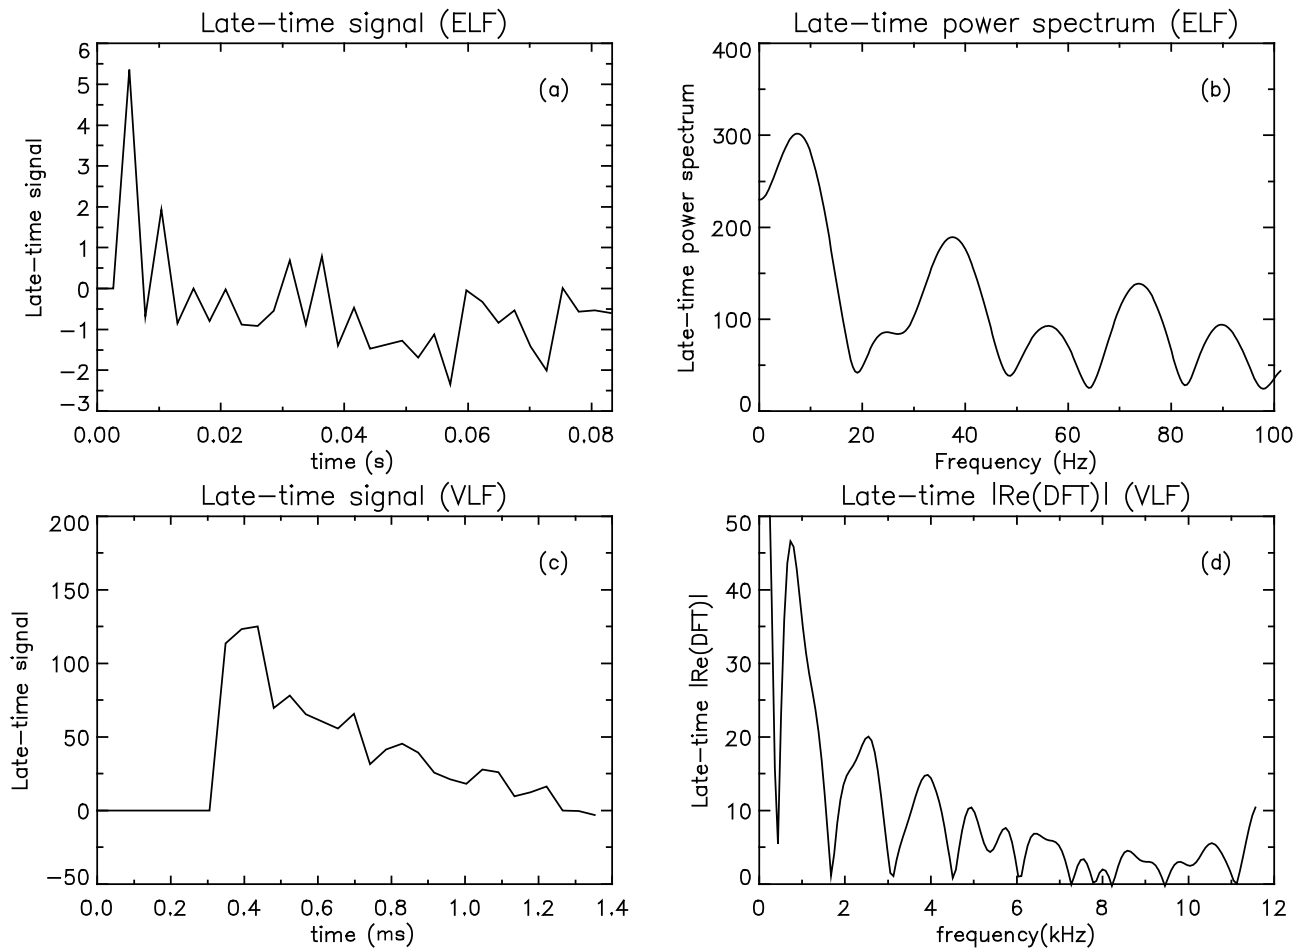 Late-time signal (ELF)
6
5
4
3
2
1
0
-1
-2
-3
Late-time signal
(a)
0.00 0.02 0.04 0.06 0.08
time (s)
Late-time power spectrum (ELF)
400
300
200
100
0
Late-time power spectrum
(b)
0 20 40 60 80 100
Frequency (Hz)
Late-time signal (VLF)
200
150
100
50
0
-50
Late-time signal
(c)
0.0 0.2 0.4 0.6 0.8 1.0 1.2 1.4
time (ms)
Late-time |Re(DFT)| (VLF)
50
40
30
20
10
0
Late-time |Re(DFT)|
(d)
0 2 4 6 8 10 12
frequency(kHz)